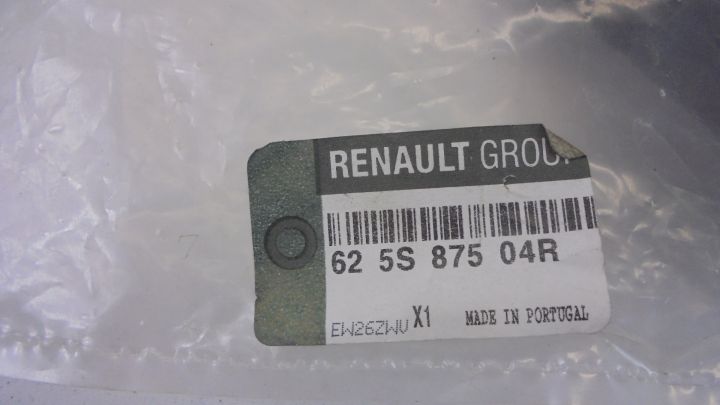 RENAULT GROUP
62 5S 875 04R
EW26ZWU X1 MADE IN PORTUGAL